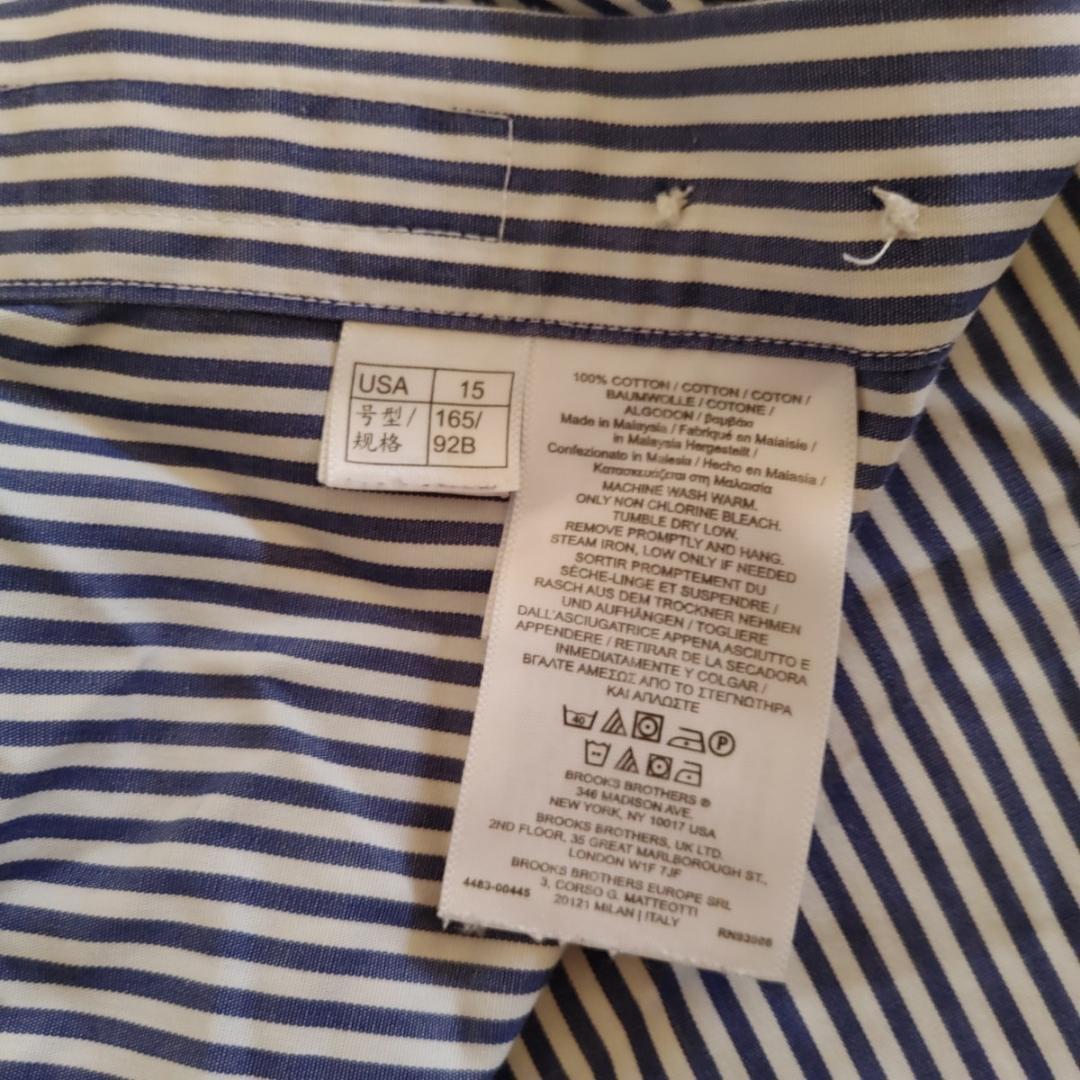 USA 15
号型/ 165/
规格 92B
100% COTTON / COTTON / COTON /
BAUMWOLLE / COTONE /
ALGODON / βαμβάκι
Made in Malaysia / Fabriqué en Malaisie /
in Malaysia Hergestellt /
Confezionato in Malesia / Hecho en Malasia /
Κατασκευάζεται στη Μαλαισία
MACHINE WASH WARM.
ONLY NON CHLORINE BLEACH.
TUMBLE DRY LOW.
REMOVE PROMPTLY AND HANG.
STEAM IRON, LOW ONLY IF NEEDED
SORTIR PROMPTEMENT DU
SÈCHE-LINGE ET SUSPENDRE /
RASCH AUS DEM TROCKNER NEHMEN
UND AUFHÄNGEN / TOGLIERE
DALL'ASCIUGATRICE APPENA ASCIUTTO E
APPENDERE / RETIRAR DE LA SECADORA
INMEDIATAMENTE Y COLGAR /
ΒΓΑΛΤΕ ΑΜΕΣΩΣ ΑΠΟ ΤΟ ΣΤΕΓΝΩΤΗΡΑ
ΚΑΙ ΑΠΛΩΣΤΕ
40 P
BROOKS BROTHERS ®
346 MADISON AVE.
NEW YORK, NY 10017 USA
BROOKS BROTHERS, UK LTD.
2ND FLOOR, 35 GREAT MARLBOROUGH ST.,
LONDON W1F 7JF
BROOKS BROTHERS EUROPE SRL
3, CORSO G. MATTEOTTI
20121 MILAN | ITALY
4483-00445